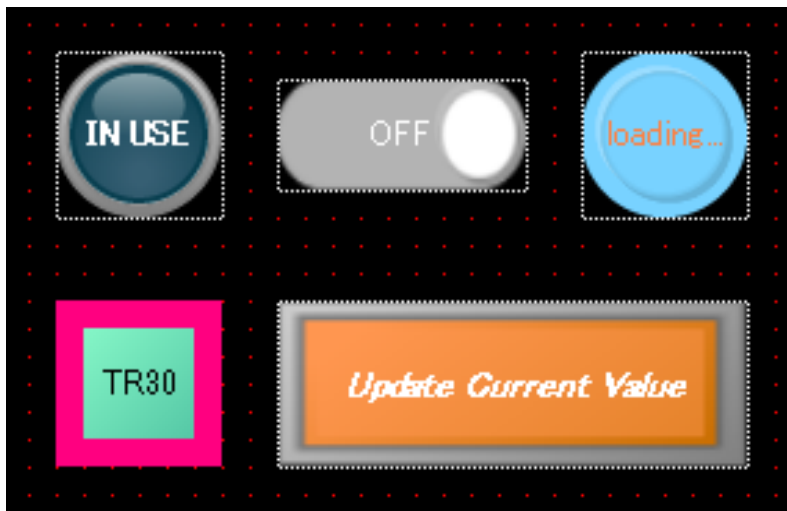 IN USE
OFF
loading...
TR30
Update Current Value